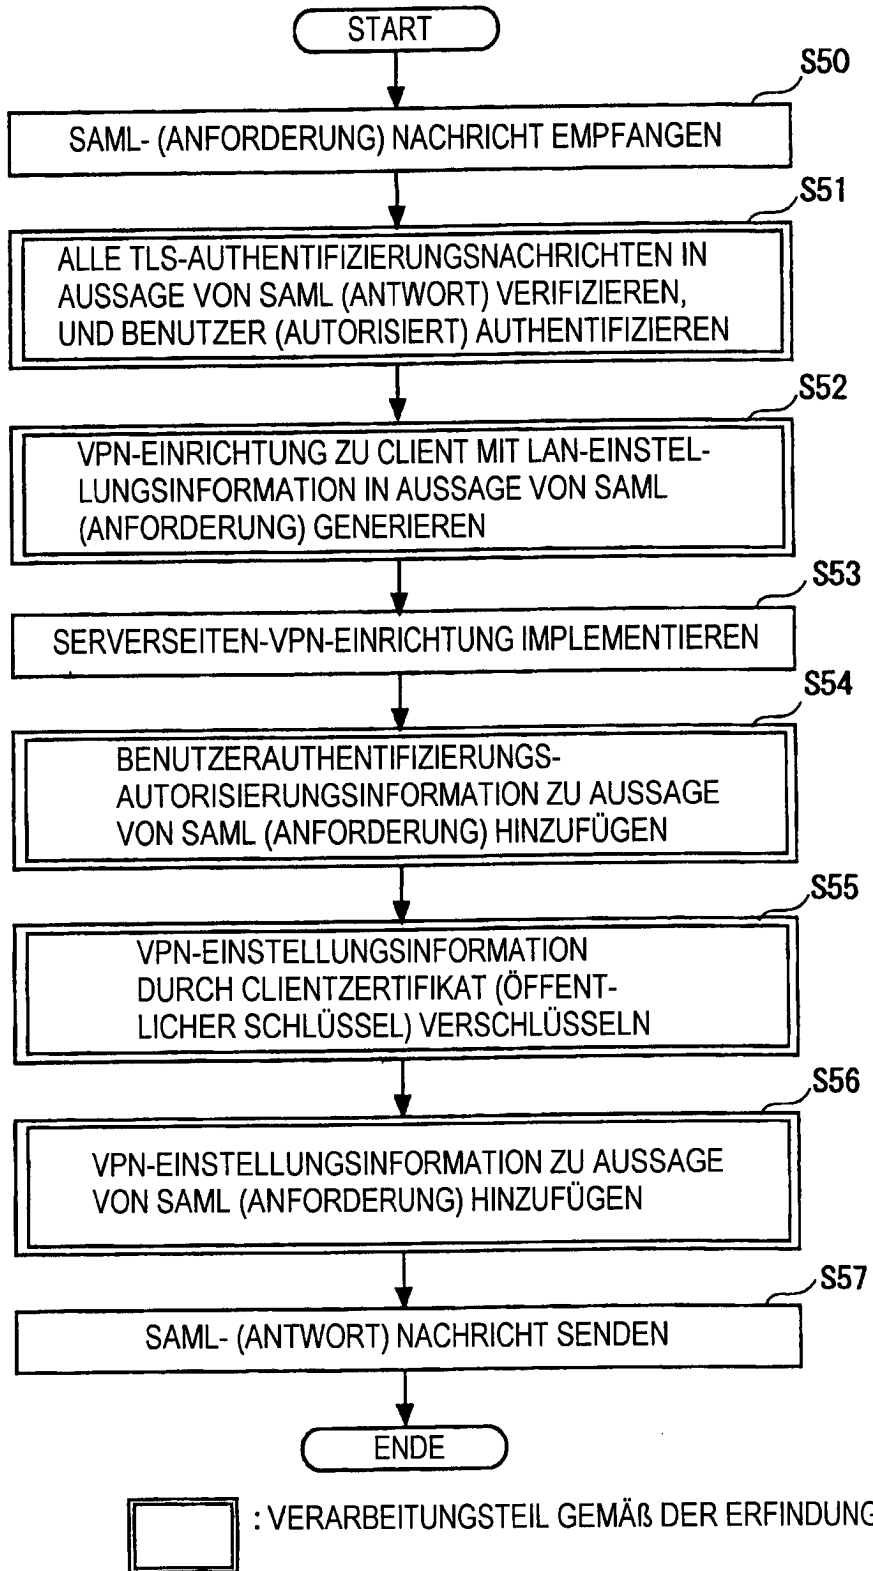 START
S50
SAML- (ANFORDERUNG) NACHRICHT EMPFANGEN
S51
ALLE TLS-AUTHENTIFIZIERUNGSNACHRICHTEN IN
AUSSAGE VON SAML (ANTWORT) VERIFIZIEREN,
UND BENUTZER (AUTORISIERT) AUTHENTIFIZIEREN
S52
VPN-EINRICHTUNG ZU CLIENT MIT LAN-EINSTEL-
LUNGSINFORMATION IN AUSSAGE VON SAML
(ANFORDERUNG) GENERIEREN
S53
SERVERSEITEN-VPN-EINRICHTUNG IMPLEMENTIEREN
S54
BENUTZERAUTHENTIFIZIERUNGS-
AUTORISIERUNGSINFORMATION ZU AUSSAGE
VON SAML (ANFORDERUNG) HINZUFÜGEN
S55
VPN-EINSTELLUNGSINFORMATION
DURCH CLIENTZERTIFIKAT (ÖFFENT-
LICHER SCHLÜSSEL) VERSCHLÜSSELN
S56
VPN-EINSTELLUNGSINFORMATION ZU AUSSAGE
VON SAML (ANFORDERUNG) HINZUFÜGEN
S57
SAML- (ANTWORT) NACHRICHT SENDEN
ENDE
: VERARBEITUNGSTEIL GEMÄß DER ERFINDUNG